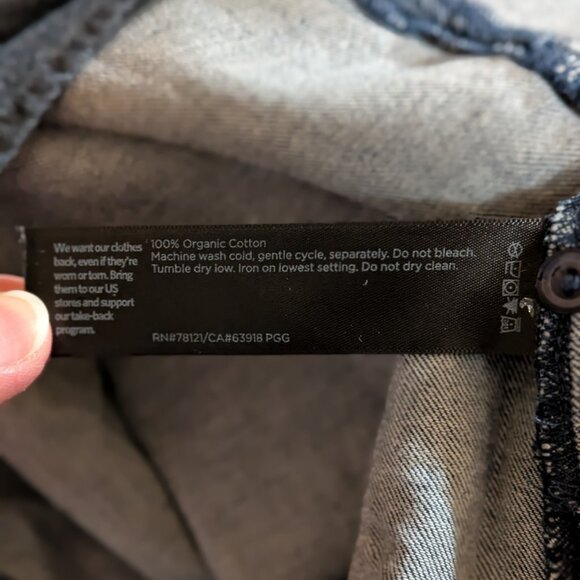 We want our clothes
back, even if they're
worn or torn. Bring
them to our US
stores and support
our take-back
program.
100% Organic Cotton
Machine wash cold, gentle cycle, separately. Do not bleach.
Tumble dry low. Iron on lowest setting. Do not dry clean.
RN#78121/CA#63918 PGG